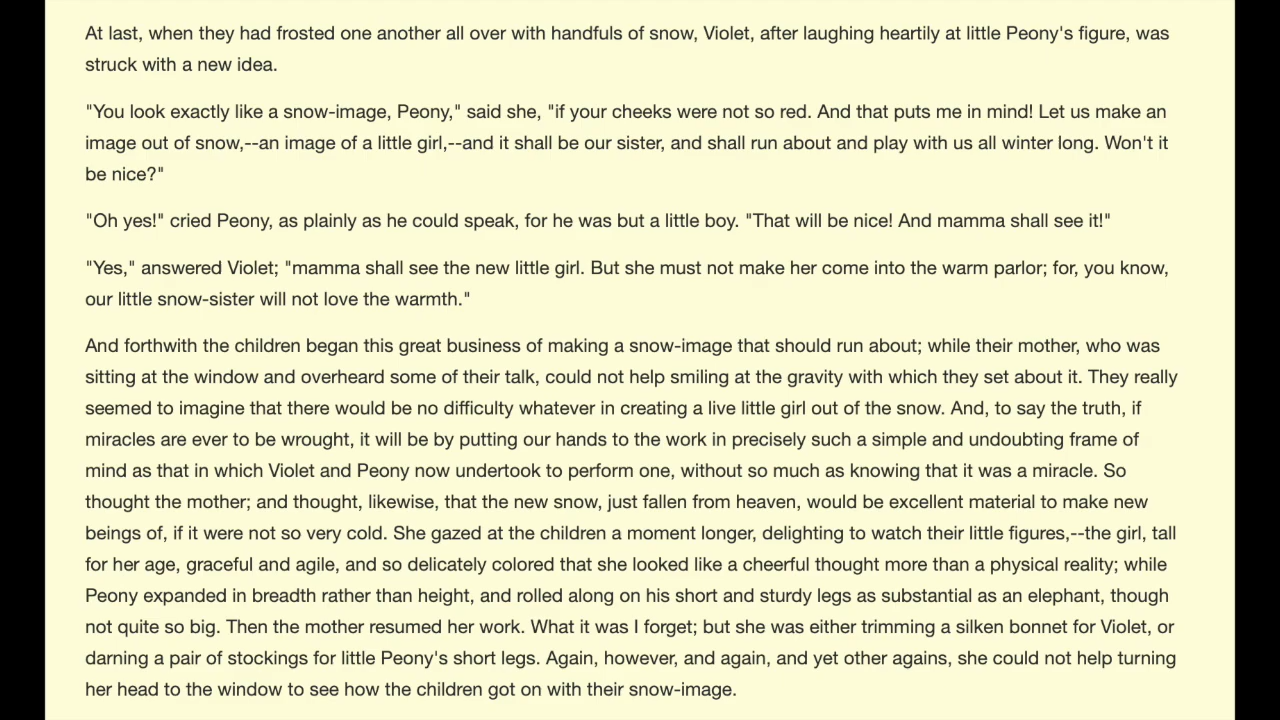 At last, when they had frosted one another all over with handfuls of snow, Violet, after laughing heartily at little Peony's figure, was
struck with a new idea.
"You look exactly like a snow-image, Peony," said she, "if your cheeks were not so red. And that puts me in mind! Let us make an
image out of snow,--an image of a little girl,--and it shall be our sister, and shall run about and play with us all winter long. Won't it
be nice?"
"Oh yes!" cried Peony, as plainly as he could speak, for he was but a little boy. "That will be nice! And mamma shall see it!"
"Yes," answered Violet; "mamma shall see the new little girl. But she must not make her come into the warm parlor; for, you know,
our little snow-sister will not love the warmth."
And forthwith the children began this great business of making a snow-image that should run about; while their mother, who was
sitting at the window and overheard some of their talk, could not help smiling at the gravity with which they set about it. They really
seemed to imagine that there would be no difficulty whatever in creating a live little girl out of the snow. And, to say the truth, if
miracles are ever to be wrought, it will be by putting our hands to the work in precisely such a simple and undoubting frame of
mind as that in which Violet and Peony now undertook to perform one, without so much as knowing that it was a miracle. So
thought the mother; and thought, likewise, that the new snow, just fallen from heaven, would be excellent material to make new
beings of, if it were not so very cold. She gazed at the children a moment longer, delighting to watch their little figures,--the girl, tall
for her age, graceful and agile, and so delicately colored that she looked like a cheerful thought more than a physical reality; while
Peony expanded in breadth rather than height, and rolled along on his short and sturdy legs as substantial as an elephant, though
not quite so big. Then the mother resumed her work. What it was I forget; but she was either trimming a silken bonnet for Violet, or
darning a pair of stockings for little Peony's short legs. Again, however, and again, and yet other agains, she could not help turning
her head to the window to see how the children got on with their snow-image.